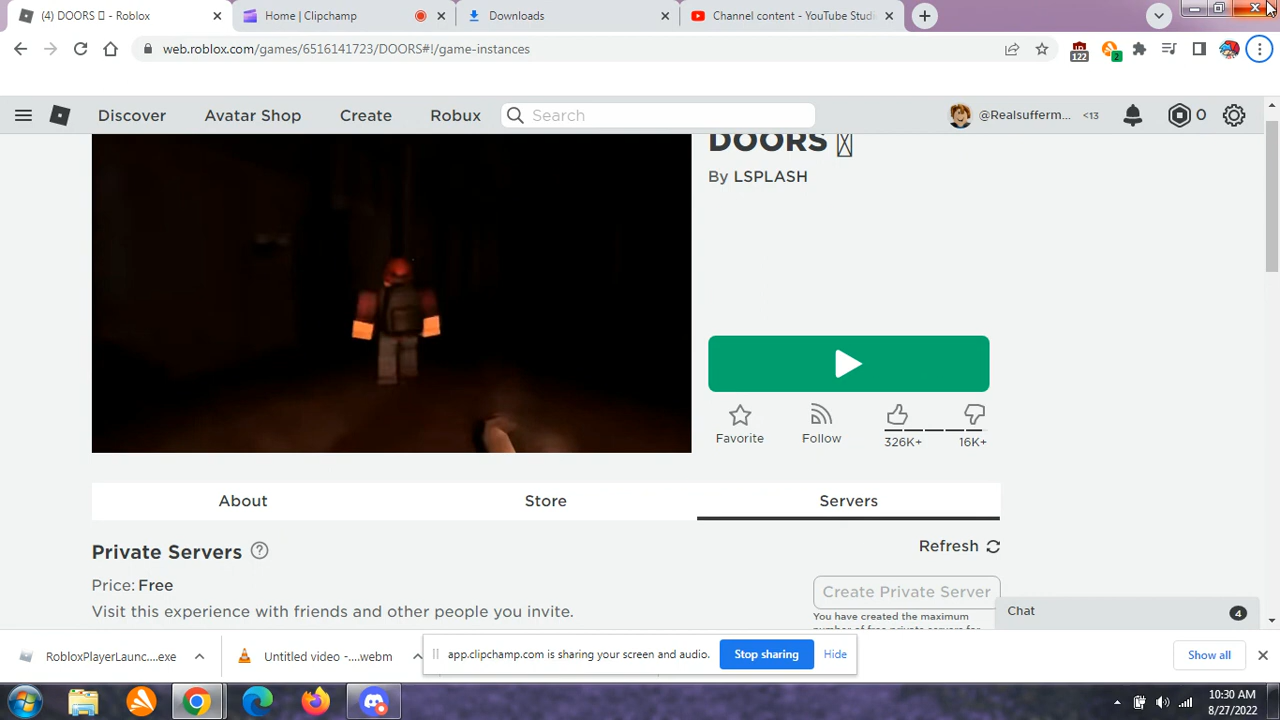 (4) DOORS - Roblox
Home | Clipchamp
Downloads
Channel content - YouTube Stud
web.roblox.com/games/6516141723/DOORS#!/game-instances
122
2
Discover
Avatar Shop
Create
Robux
Search
@Realsufferm...
<13
0
DOORS
By LSPLASH
Favorite
Follow
326K+
16K+
About
Store
Servers
Private Servers ?
Refresh
Price: Free
Create Private Server
Visit this experience with friends and other people you invite.
You have created the maximum
Chat
4
RobloxPlayerLaunc....exe
Untitled video -....webm
app.clipchamp.com is sharing your screen and audio.
Stop sharing
Hide
Show all
10:30 AM
8/27/2022